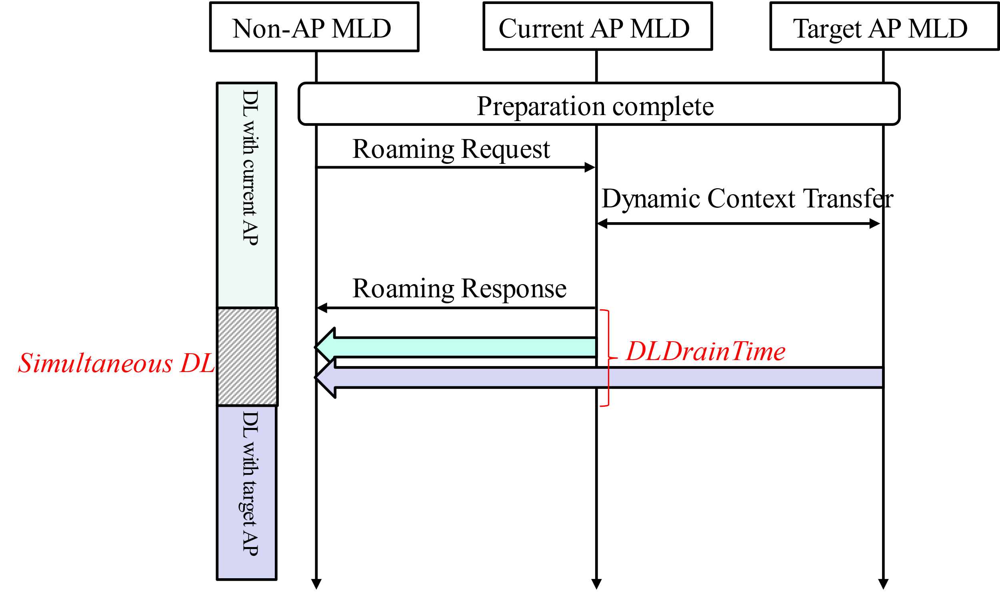 Non-AP MLD
Current AP MLD
Target AP MLD
DL with current AP
Preparation complete
Roaming Request
Dynamic Context Transfer
Roaming Response
Simultaneous DL
DLDrainTime
DL with target AP